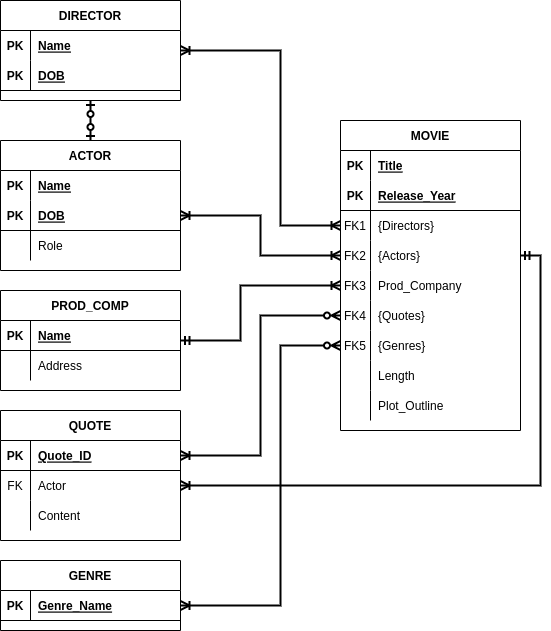 DIRECTOR
PK Name
PK DOB
ACTOR
PK Name
PK DOB
Role
PROD_COMP
PK Name
Address
QUOTE
PK Quote_ID
FK Actor
Content
GENRE
PK Genre_Name
MOVIE
PK Title
PK Release_Year
FK1 {Directors}
FK2 {Actors}
FK3 Prod_Company
FK4 {Quotes}
FK5 {Genres}
Length
Plot_Outline